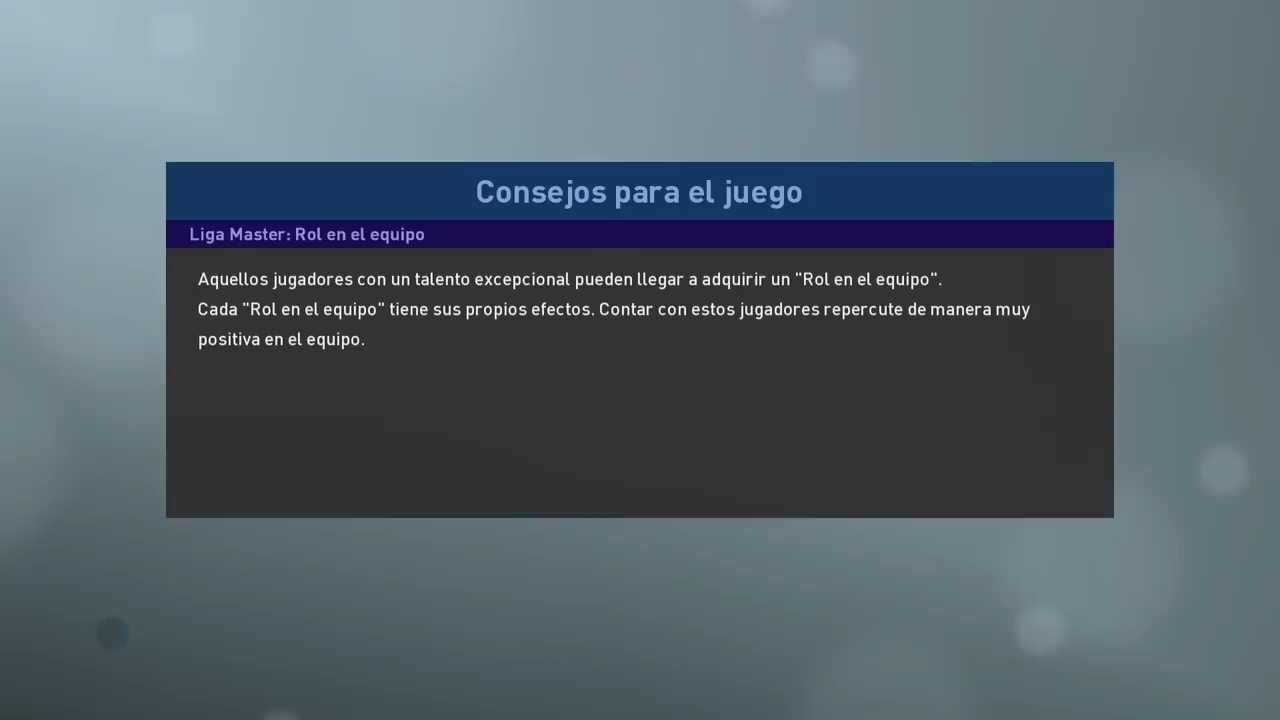 Consejos para el juego
Liga Master: Rol en el equipo
Aquellos jugadores con un talento excepcional pueden llegar a adquirir un "Rol en el equipo".
Cada "Rol en el equipo" tiene sus propios efectos. Contar con estos jugadores repercute de manera muy
positiva en el equipo.